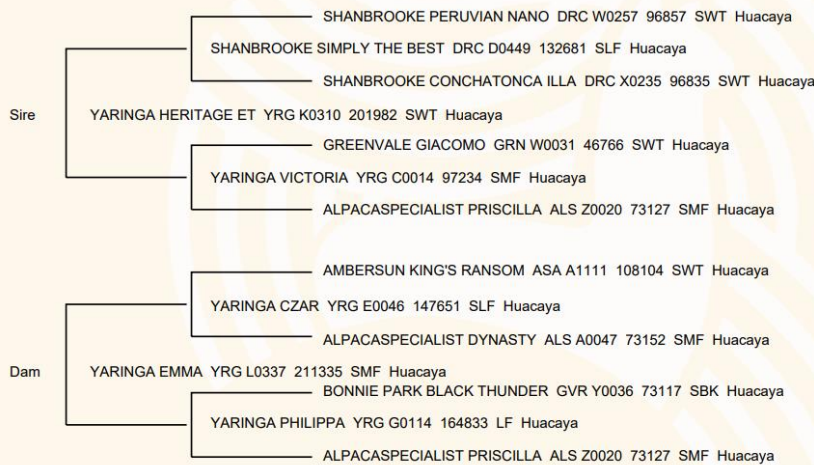 SHANBROOKE PERUVIAN NANO DRC W0257 96857 SWT Huacaya
SHANBROOKE SIMPLY THE BEST DRC D0449 132681 SLF Huacaya
SHANBROOKE CONCHATONCA ILLA DRC X0235 96835 SWT Huacaya
Sire YARINGA HERITAGE ET YRG K0310 201982 SWT Huacaya
GREENVALE GIACOMO GRN W0031 46766 SWT Huacaya
YARINGA VICTORIA YRG C0014 97234 SMF Huacaya
ALPACASPECIALIST PRISCILLA ALS Z0020 73127 SMF Huacaya
AMBERSUN KING'S RANSOM ASA A1111 108104 SWT Huacaya
YARINGA CZAR YRG E0046 147651 SLF Huacaya
ALPACASPECIALIST DYNASTY ALS A0047 73152 SMF Huacaya
Dam YARINGA EMMA YRG L0337 211335 SMF Huacaya
BONNIE PARK BLACK THUNDER GVR Y0036 73117 SBK Huacaya
YARINGA PHILIPPA YRG G0114 164833 LF Huacaya
ALPACASPECIALIST PRISCILLA ALS Z0020 73127 SMF Huacaya